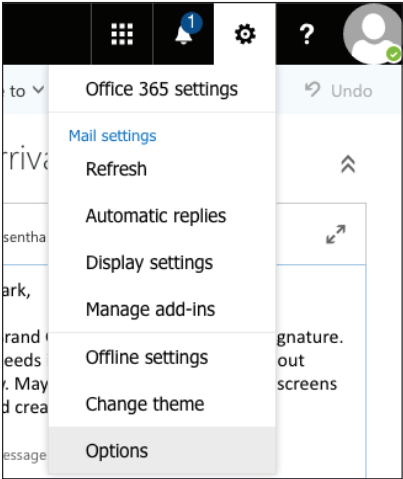 1
?
to
Office 365 settings
Undo
Mail settings
Refresh
Automatic replies
Display settings
Manage add-ins
ark,
gnature.
Offline settings
out
May
screens
Change theme
Options